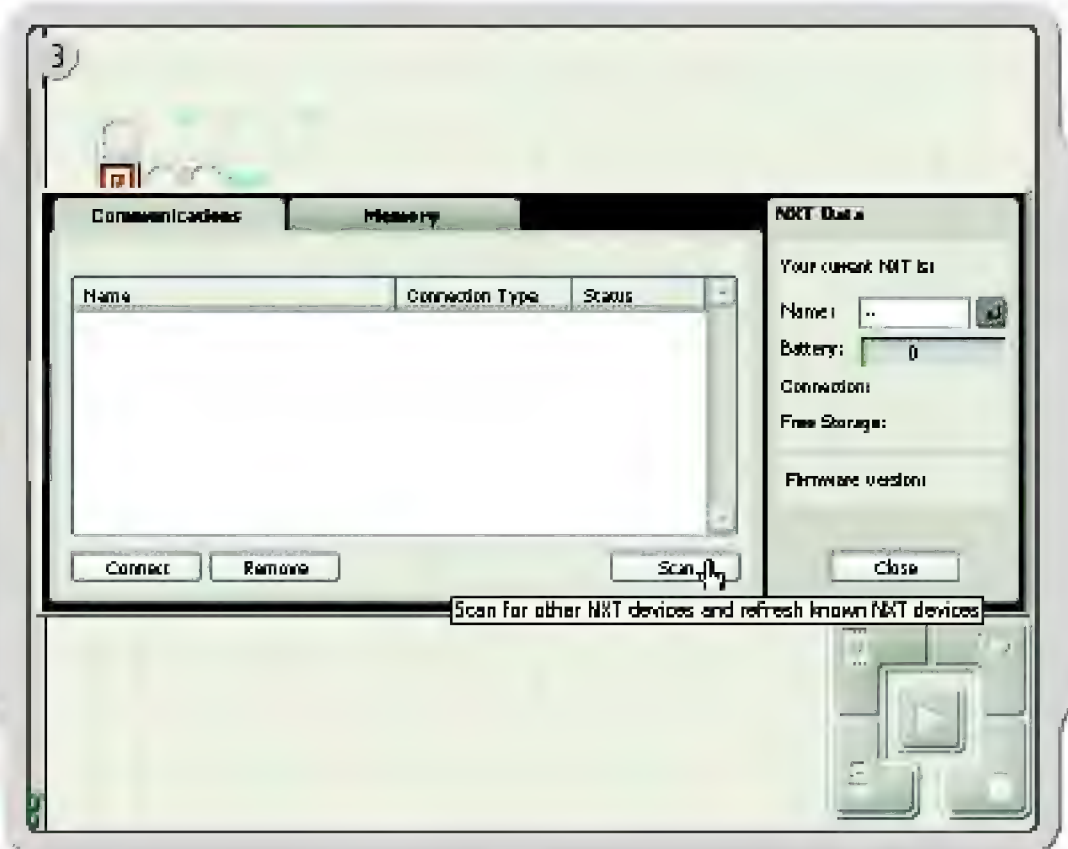 3
Communications
Memory
NXT Data
Your current NXT is:
Name
Connection Type
Status
Name: --
Battery: 0
Connection:
Free Storage:
Firmware version:
Connect
Remove
Scan
Close
Scan for other NXT devices and refresh known NXT devices